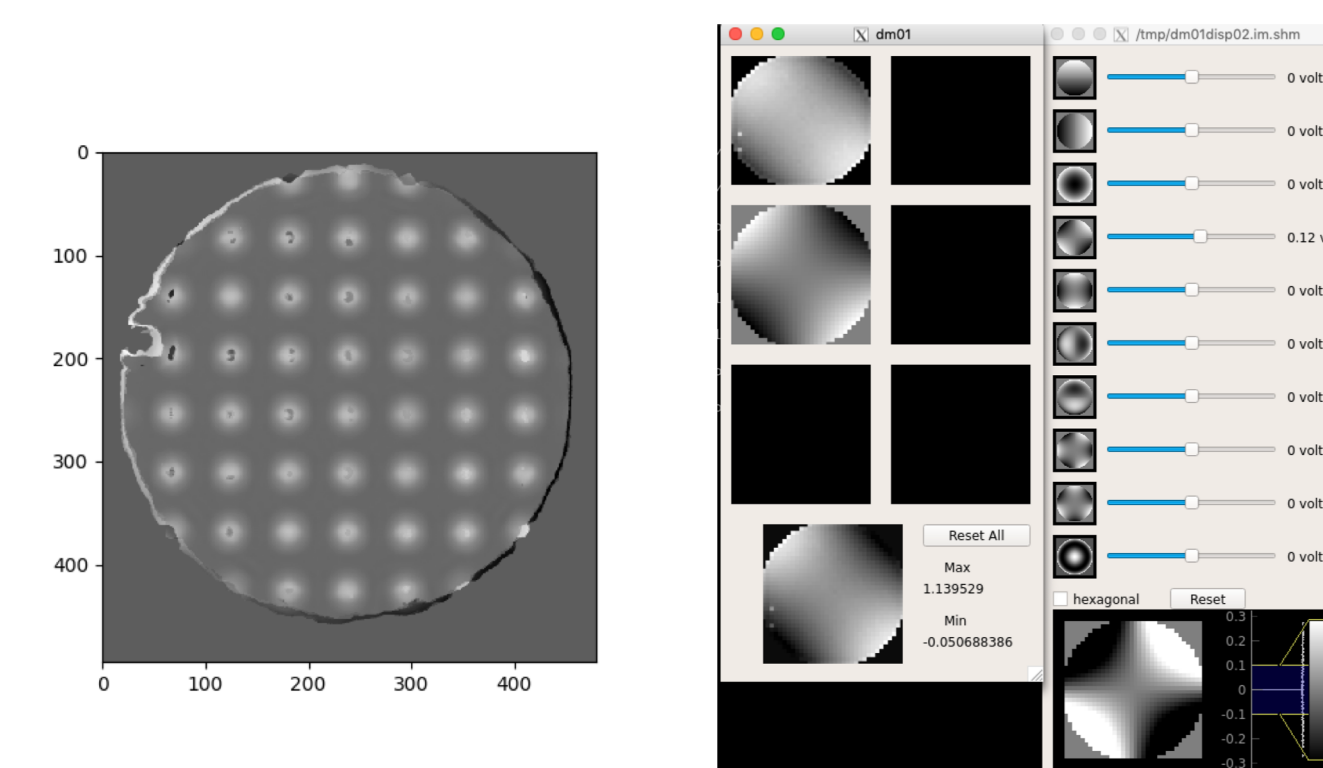 0
100
200
300
400
0
100
200
300
400
dm01
Reset All
Max
1.139529
Min
-0.050688386
/tmp/dm01disp02.im.shm
0 volt
0 volt
0 volt
0.12 v
0 volt
0 volt
0 volt
0 volt
0 volt
0 volt
hexagonal
Reset
0.3
0.2
0.1
0
-0.1
-0.2
-0.3